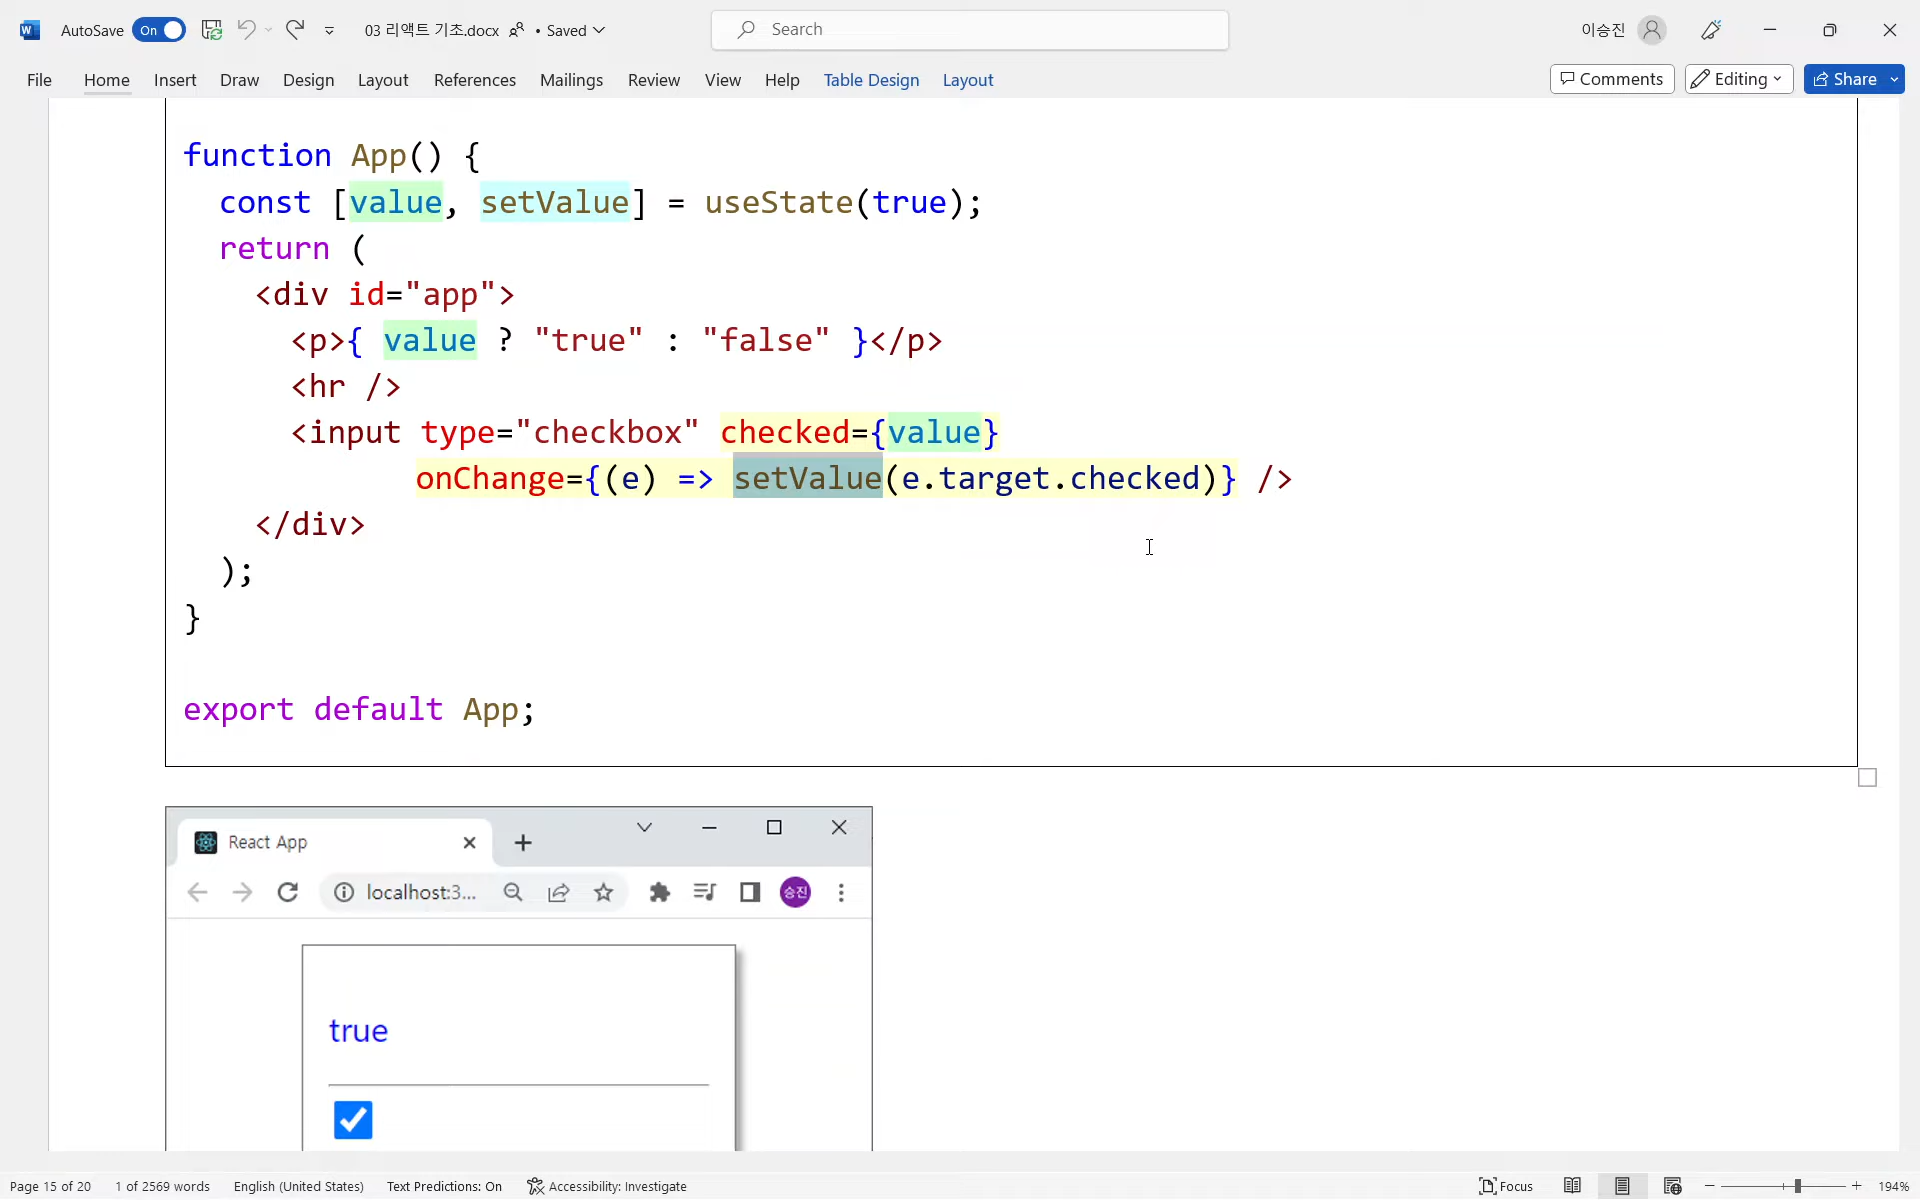 AutoSave On 03 리액트 기초.docx • Saved Search 이승진
File Home Insert Draw Design Layout References Mailings Review View Help Table Design Layout Comments Editing Share
function App() {
const [value, setValue] = useState(true);
return (
<div id="app">
<p>{ value ? "true" : "false" }</p>
<hr />
<input type="checkbox" checked={value}
onChange={(e) => setValue(e.target.checked)} />
</div>
);
}
export default App;
React App
localhost:3... 승진
true
Page 15 of 20 1 of 2569 words English (United States) Text Predictions: On Accessibility: Investigate Focus 194%